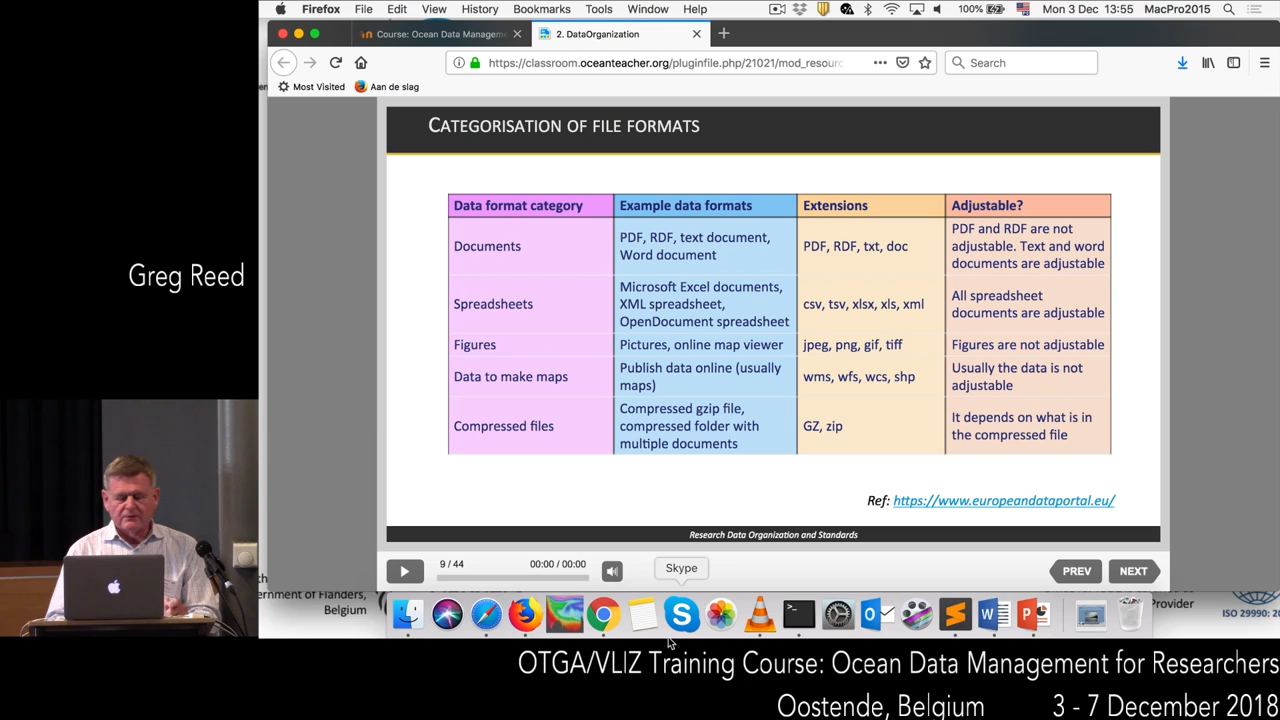 Firefox File Edit View History Bookmarks Tools Window Help 100% Mon 3 Dec 13:55 MacPro2015
Course: Ocean Data Managem
2. DataOrganization
https://classroom.oceanteacher.org/pluginfile.php/21021/mod_resourc
Search
Most Visited
Aan de slag
CATEGORISATION OF FILE FORMATS
Data format category Example data formats Extensions Adjustable?
Documents
PDF, RDF, text document,
Word document
PDF, RDF, txt, doc
PDF and RDF are not
adjustable. Text and word
documents are adjustable
Spreadsheets
Microsoft Excel documents,
XML spreadsheet,
OpenDocument spreadsheet
csv, tsv, xlsx, xls, xml
All spreadsheet
documents are adjustable
Figures
Pictures, online map viewer
jpeg, png, gif, tiff
Figures are not adjustable
Data to make maps
Publish data online (usually
maps)
wms, wfs, wcs, shp
Usually the data is not
adjustable
Compressed files
Compressed gzip file,
compressed folder with
multiple documents
GZ, zip
It depends on what is in
the compressed file
Ref: https://www.europeandataportal.eu/
Research Data Organization and Standards
9 / 44
00:00 / 00:00
Skype
PREV
NEXT
vernment of Flanders,
Belgium
Provider
ISO 29990: 20
Greg Reed
OTGA/VLIZ Training Course: Ocean Data Management for Researchers
Oostende, Belgium 3 - 7 December 2018